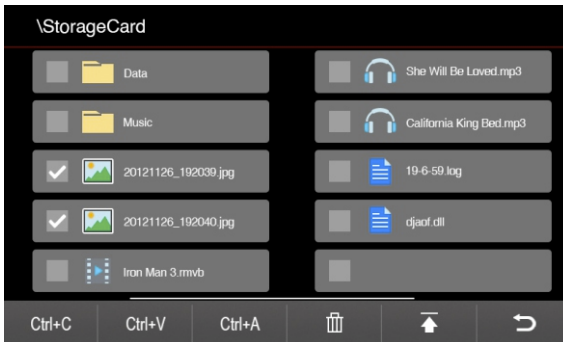 \StorageCard
Data
Music
20121126_192039.jpg
20121126_192040.jpg
Iron Man 3.rmvb
She Will Be Loved.mp3
California King Bed.mp3
19-6-59.log
djaof.dll
Ctrl+C Ctrl+V Ctrl+A